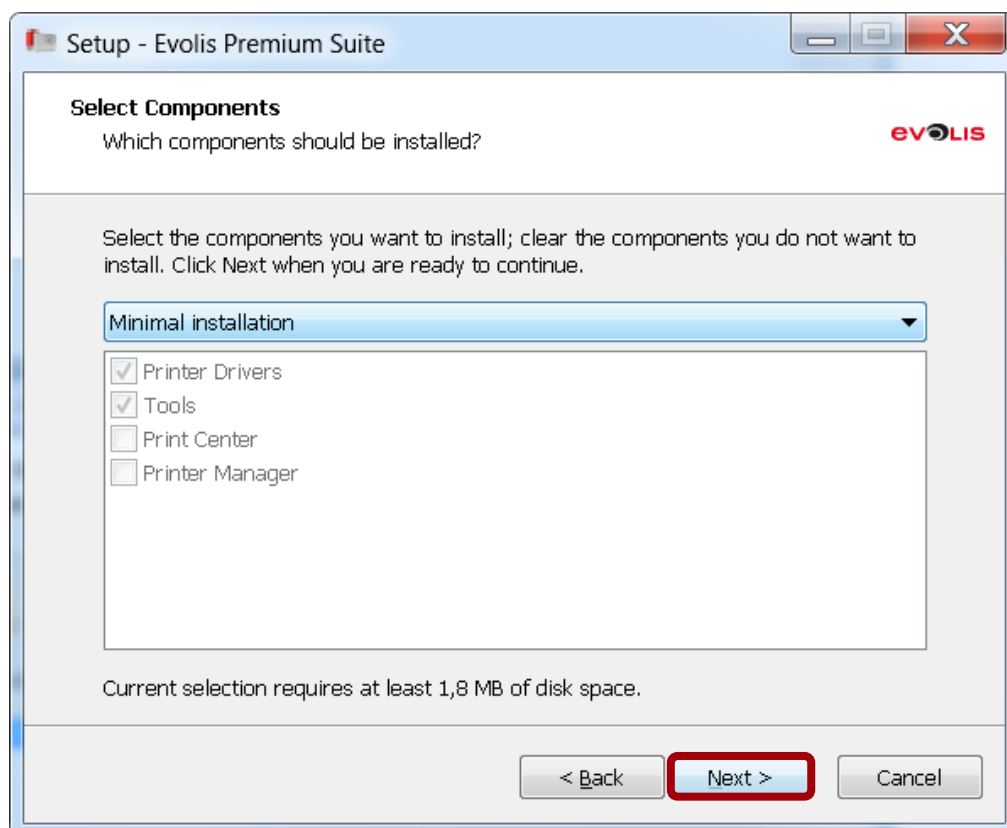 Setup - Evolis Premium Suite
Select Components
Which components should be installed?
evolis
Select the components you want to install; clear the components you do not want to
install. Click Next when you are ready to continue.
Minimal installation
Printer Drivers
Tools
Print Center
Printer Manager
Current selection requires at least 1,8 MB of disk space.
< Back Next > Cancel